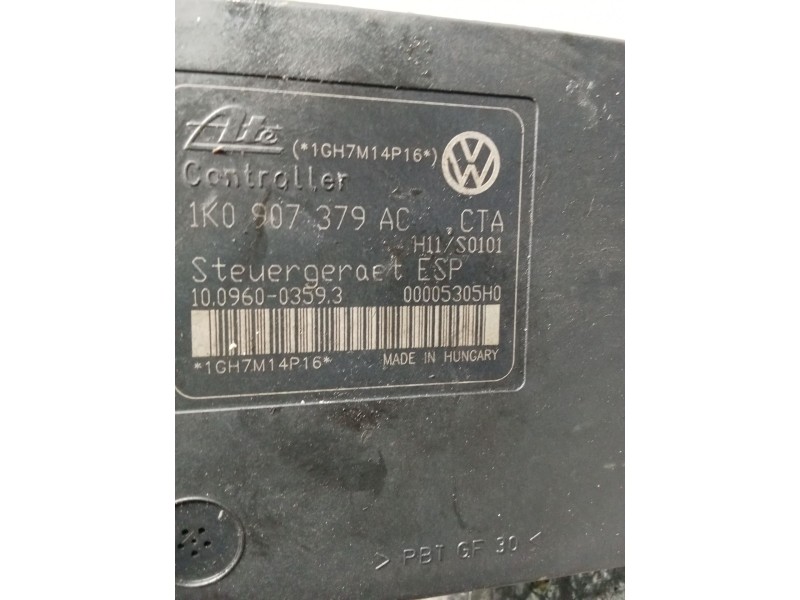 Ate (*1GH7M14P16*)
Controller
1K0 907 379 AC CTA
H11/S0101
Steuergeraet ESP
10.0960-0359.3 00005305H0
*1GH7M14P16* MADE IN HUNGARY
> PBT GF 30 <